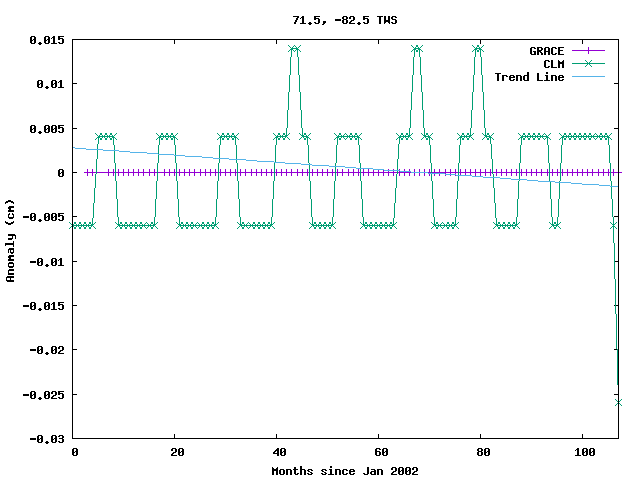 71.5, -82.5 TWS
GRACE
CLM
Trend Line
0.015
0.01
0.005
0
-0.005
-0.01
-0.015
-0.02
-0.025
-0.03
Anomaly (cm)
0 20 40 60 80 100
Months since Jan 2002